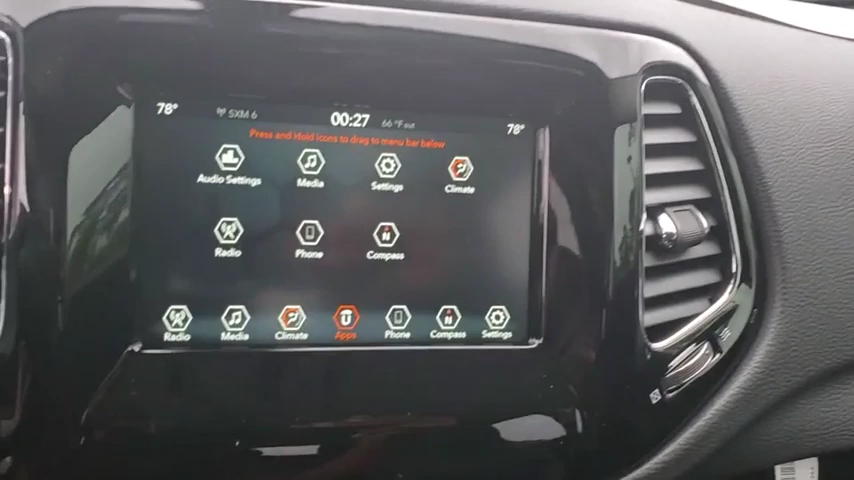 78° SXM 6 00:27 66 °F out 78°
Press and Hold icons to drag to menu bar below
Audio Settings Media Settings Climate
Radio Phone Compass
Radio Media Climate Apps Phone Compass Settings